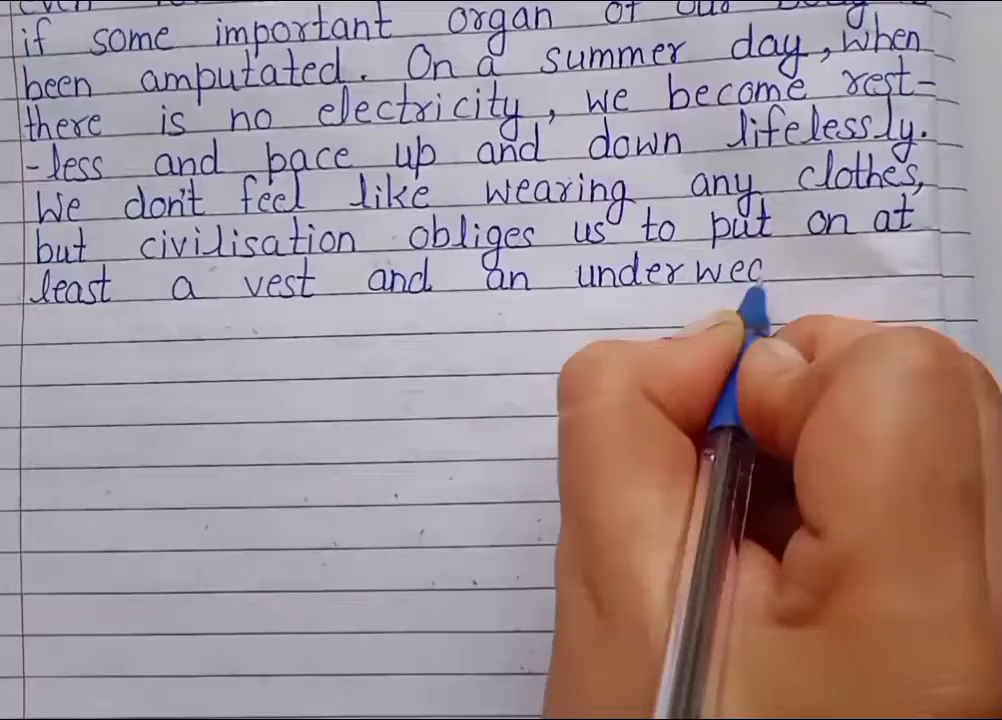 if some important organ of our
been amputated. On a summer day, when
there is no electricity, we become rest-
-less and pace up and down lifelessly.
We don't feel like wearing any clothes,
but civilisation obliges us to put on at
least a vest and an underwea